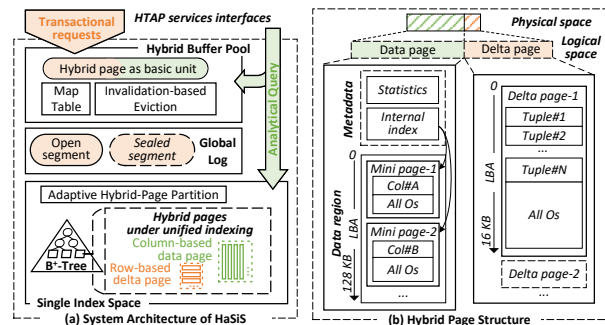 Transactional
requests
HTAP services interfaces
Hybrid Buffer Pool
Hybrid page as basic unit
Map
Table
Invalidation-based
Eviction
Analytical Query
Open
segment
Sealed
segment
Global
Log
Adaptive Hybrid-Page Partition
Hybrid pages
under unified indexing
Column-based
data page
Row-based
delta page
B+-Tree
Single Index Space
(a) System Architecture of HaSiS
Physical space
Data page
Delta page
Logical
space
Metadata
Statistics
Internal
index
Data region
0
LBA
128 KB
Mini page-1
Col#A
All 0s
Mini page-2
Col#B
All 0s
...
0
LBA
16 KB
Delta page-1
Tuple#1
Tuple#2
...
Tuple#N
All 0s
Delta page-2
...
(b) Hybrid Page Structure